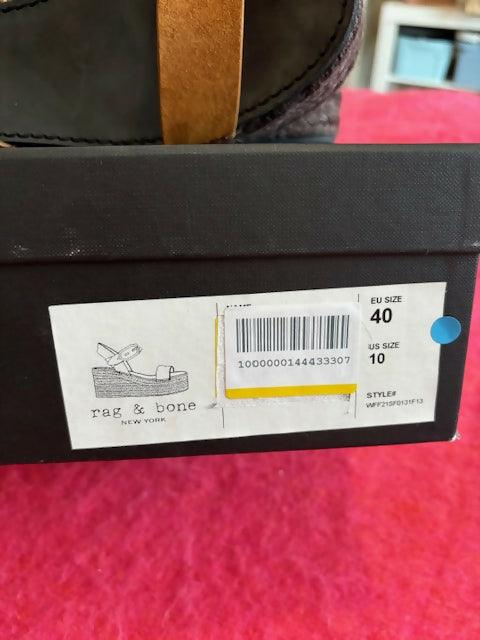 rag & bone
NEW YORK
1000000144433307
EU SIZE
40
US SIZE
10
STYLE#
WFF21SF0131F13